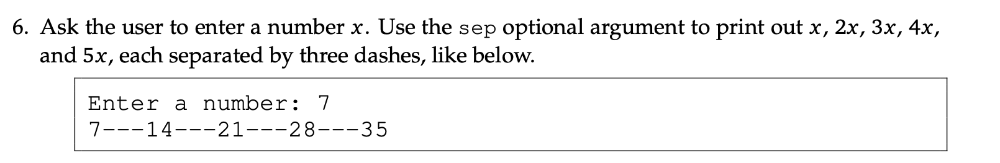 6. Ask the user to enter a number x. Use the sep optional argument to print out x, 2x, 3x, 4x,
and 5x, each separated by three dashes, like below.
Enter a number: 7
7---14---21---28---35